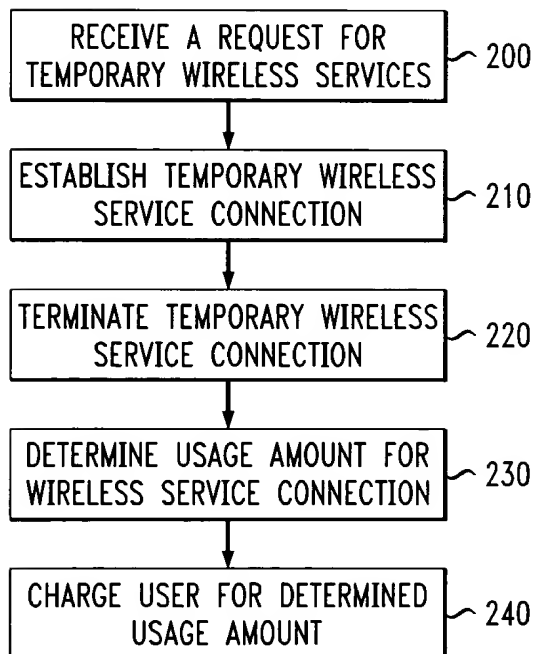 RECEIVE A REQUEST FOR
TEMPORARY WIRELESS SERVICES
200
ESTABLISH TEMPORARY WIRELESS
SERVICE CONNECTION
210
TERMINATE TEMPORARY WIRELESS
SERVICE CONNECTION
220
DETERMINE USAGE AMOUNT FOR
WIRELESS SERVICE CONNECTION
230
CHARGE USER FOR DETERMINED
USAGE AMOUNT
240